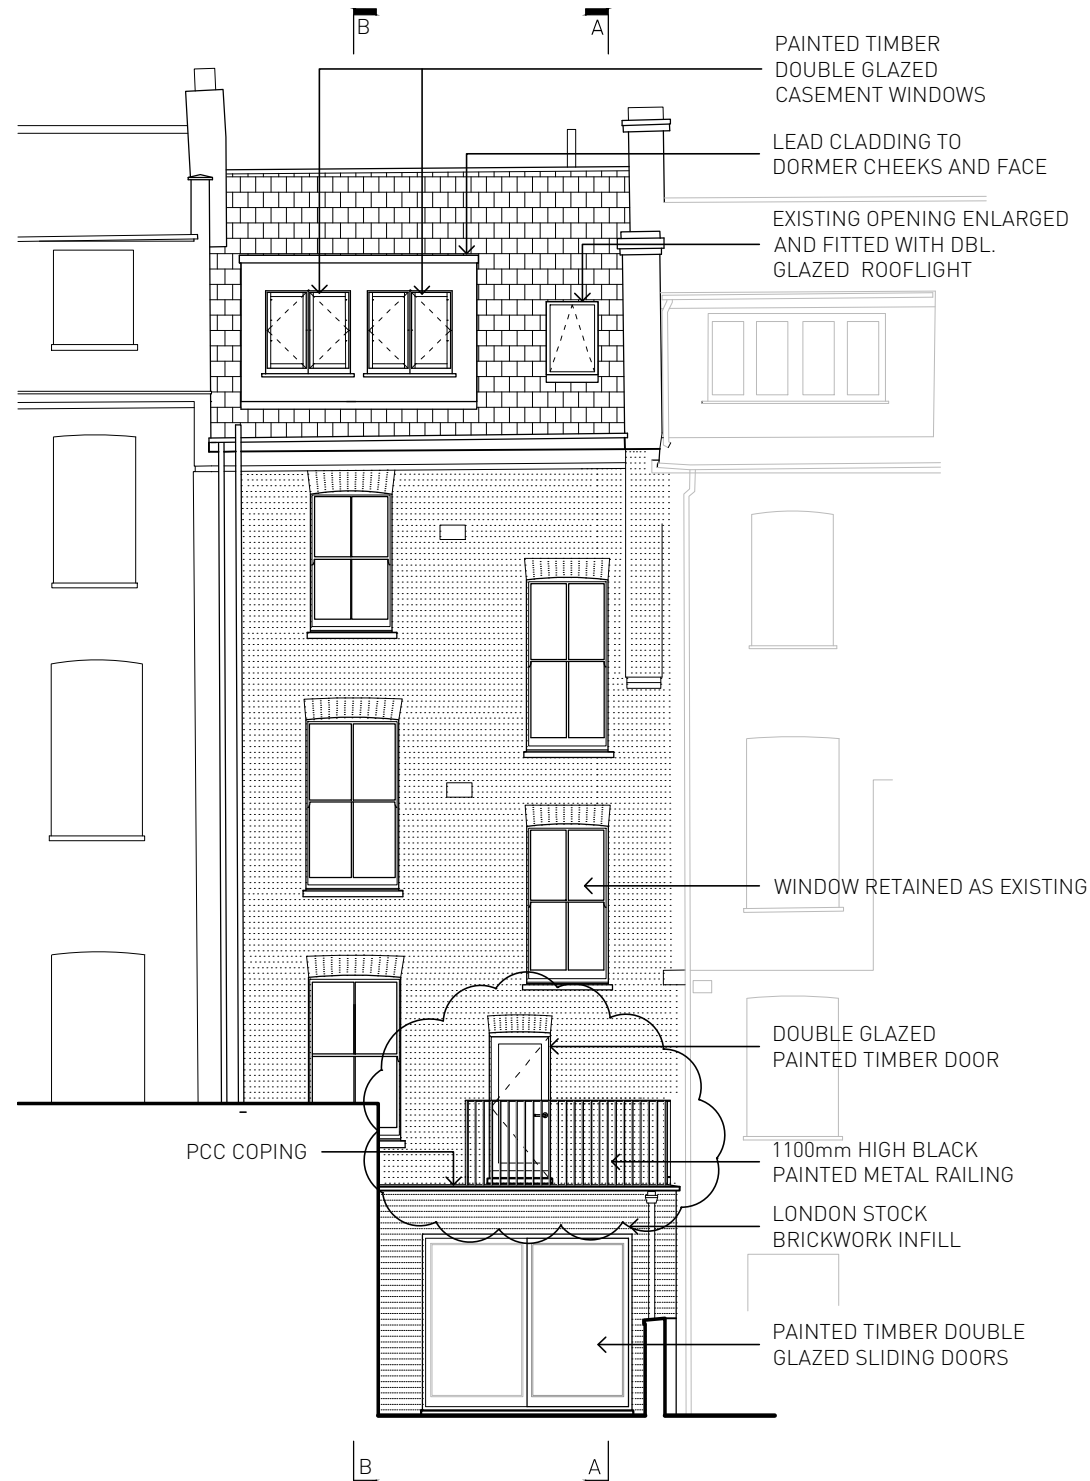 B
A
PAINTED TIMBER
DOUBLE GLAZED
CASEMENT WINDOWS
LEAD CLADDING TO
DORMER CHEEKS AND FACE
EXISTING OPENING ENLARGED
AND FITTED WITH DBL.
GLAZED ROOFLIGHT
WINDOW RETAINED AS EXISTING
DOUBLE GLAZED
PAINTED TIMBER DOOR
PCC COPING
1100mm HIGH BLACK
PAINTED METAL RAILING
LONDON STOCK
BRICKWORK INFILL
PAINTED TIMBER DOUBLE
GLAZED SLIDING DOORS
B
A